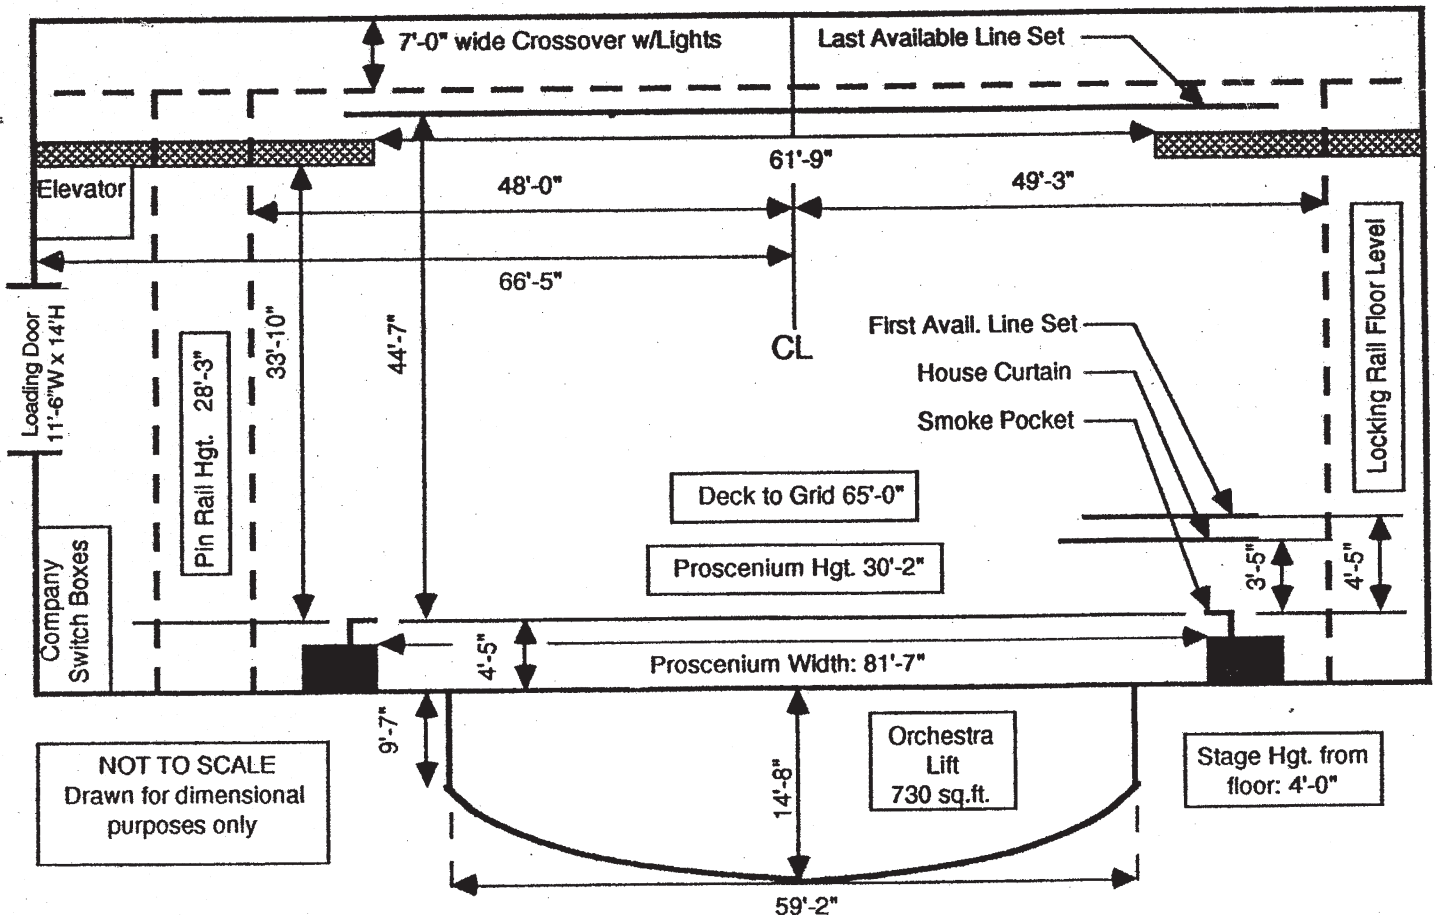 7'-0" wide Crossover w/Lights
Last Available Line Set
61'-9"
Elevator
48'-0"
49'-3"
66'-5"
Loading Door
11'-6"W x 14'H
Pin Rail Hgt. 28'-3"
33'-10"
44'-7"
CL
First Avail. Line Set
House Curtain
Smoke Pocket
Locking Rail Floor Level
Deck to Grid 65'-0"
Proscenium Hgt. 30'-2"
3'-5"
4'-5"
Company
Switch Boxes
4'-5"
Proscenium Width: 81'-7"
9'-7"
14'-8"
Orchestra
Lift
730 sq.ft.
Stage Hgt. from
floor: 4'-0"
NOT TO SCALE
Drawn for dimensional
purposes only
59'-2"